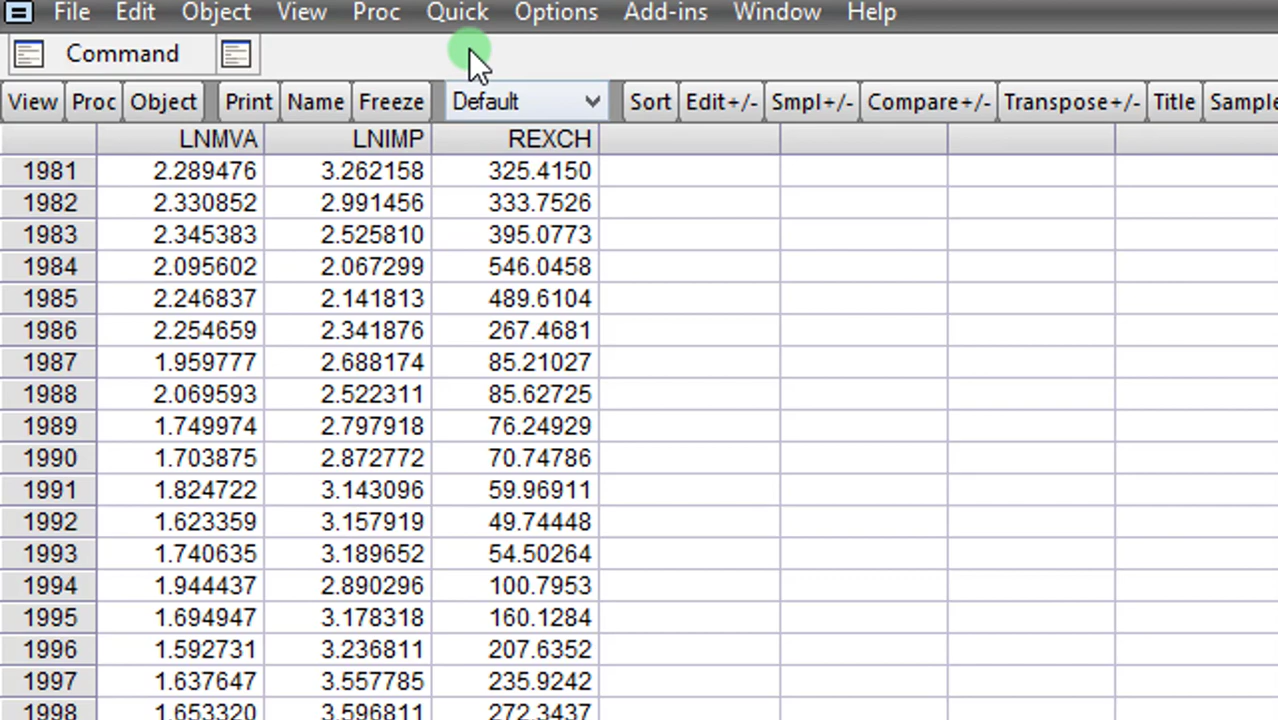 File Edit Object View Proc Quick Options Add-ins Window Help
Command
View Proc Object Print Name Freeze Default Sort Edit+/- Smpl+/- Compare+/- Transpose+/- Title Sample
LNMVA LNIMP REXCH
1981 2.289476 3.262158 325.4150
1982 2.330852 2.991456 333.7526
1983 2.345383 2.525810 395.0773
1984 2.095602 2.067299 546.0458
1985 2.246837 2.141813 489.6104
1986 2.254659 2.341876 267.4681
1987 1.959777 2.688174 85.21027
1988 2.069593 2.522311 85.62725
1989 1.749974 2.797918 76.24929
1990 1.703875 2.872772 70.74786
1991 1.824722 3.143096 59.96911
1992 1.623359 3.157919 49.74448
1993 1.740635 3.189652 54.50264
1994 1.944437 2.890296 100.7953
1995 1.694947 3.178318 160.1284
1996 1.592731 3.236811 207.6352
1997 1.637647 3.557785 235.9242
1998 1.653320 3.596811 272.3437